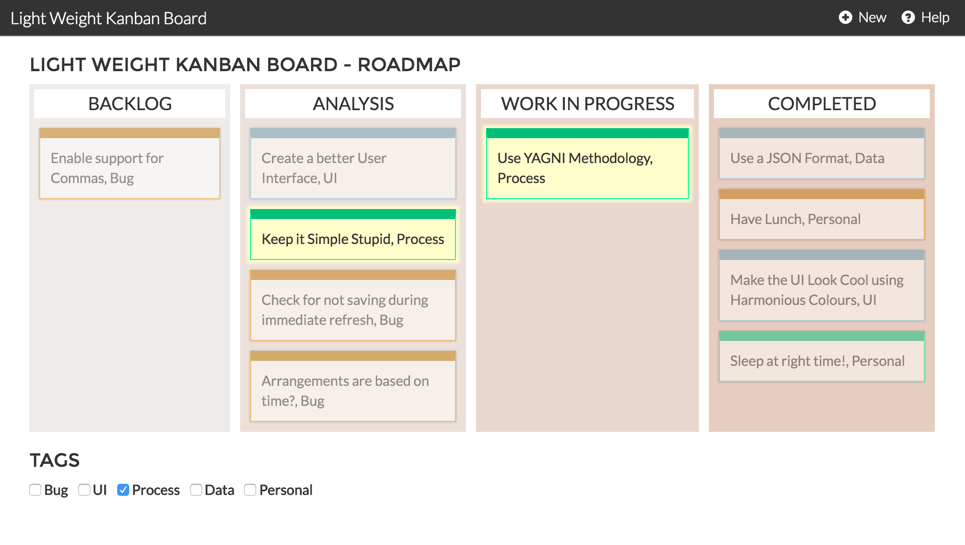 Light Weight Kanban Board
New
Help
LIGHT WEIGHT KANBAN BOARD - ROADMAP
BACKLOG
Enable support for
Commas, Bug
ANALYSIS
Create a better User
Interface, UI
Keep it Simple Stupid, Process
Check for not saving during
immediate refresh, Bug
Arrangements are based on
time?, Bug
WORK IN PROGRESS
Use YAGNI Methodology,
Process
COMPLETED
Use a JSON Format, Data
Have Lunch, Personal
Make the UI Look Cool using
Harmonious Colours, UI
Sleep at right time!, Personal
TAGS
Bug
UI
Process
Data
Personal